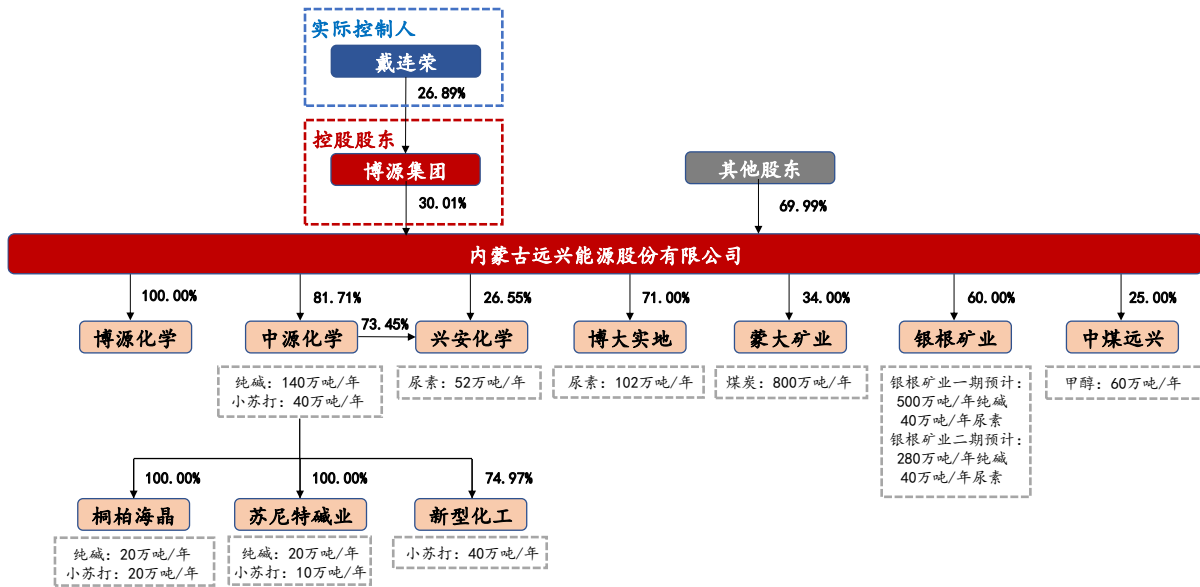 实际控制人
戴连荣
26.89%
控股股东
博源集团
其他股东
30.01%
69.99%
内蒙古远兴能源股份有限公司
100.00%
81.71%
26.55%
71.00%
34.00%
60.00%
25.00%
73.45%
博源化学
中源化学
兴安化学
博大实地
蒙大矿业
银根矿业
中煤远兴
纯碱：140万吨/年
小苏打：40万吨/年
尿素：52万吨/年
尿素：102万吨/年
煤炭：800万吨/年
银根矿业一期预计：
500万吨/年纯碱
40万吨/年尿素
银根矿业二期预计：
280万吨/年纯碱
40万吨/年尿素
甲醇：60万吨/年
100.00%
100.00%
74.97%
桐柏海晶
苏尼特碱业
新型化工
纯碱：20万吨/年
小苏打：20万吨/年
纯碱：20万吨/年
小苏打：10万吨/年
小苏打：40万吨/年